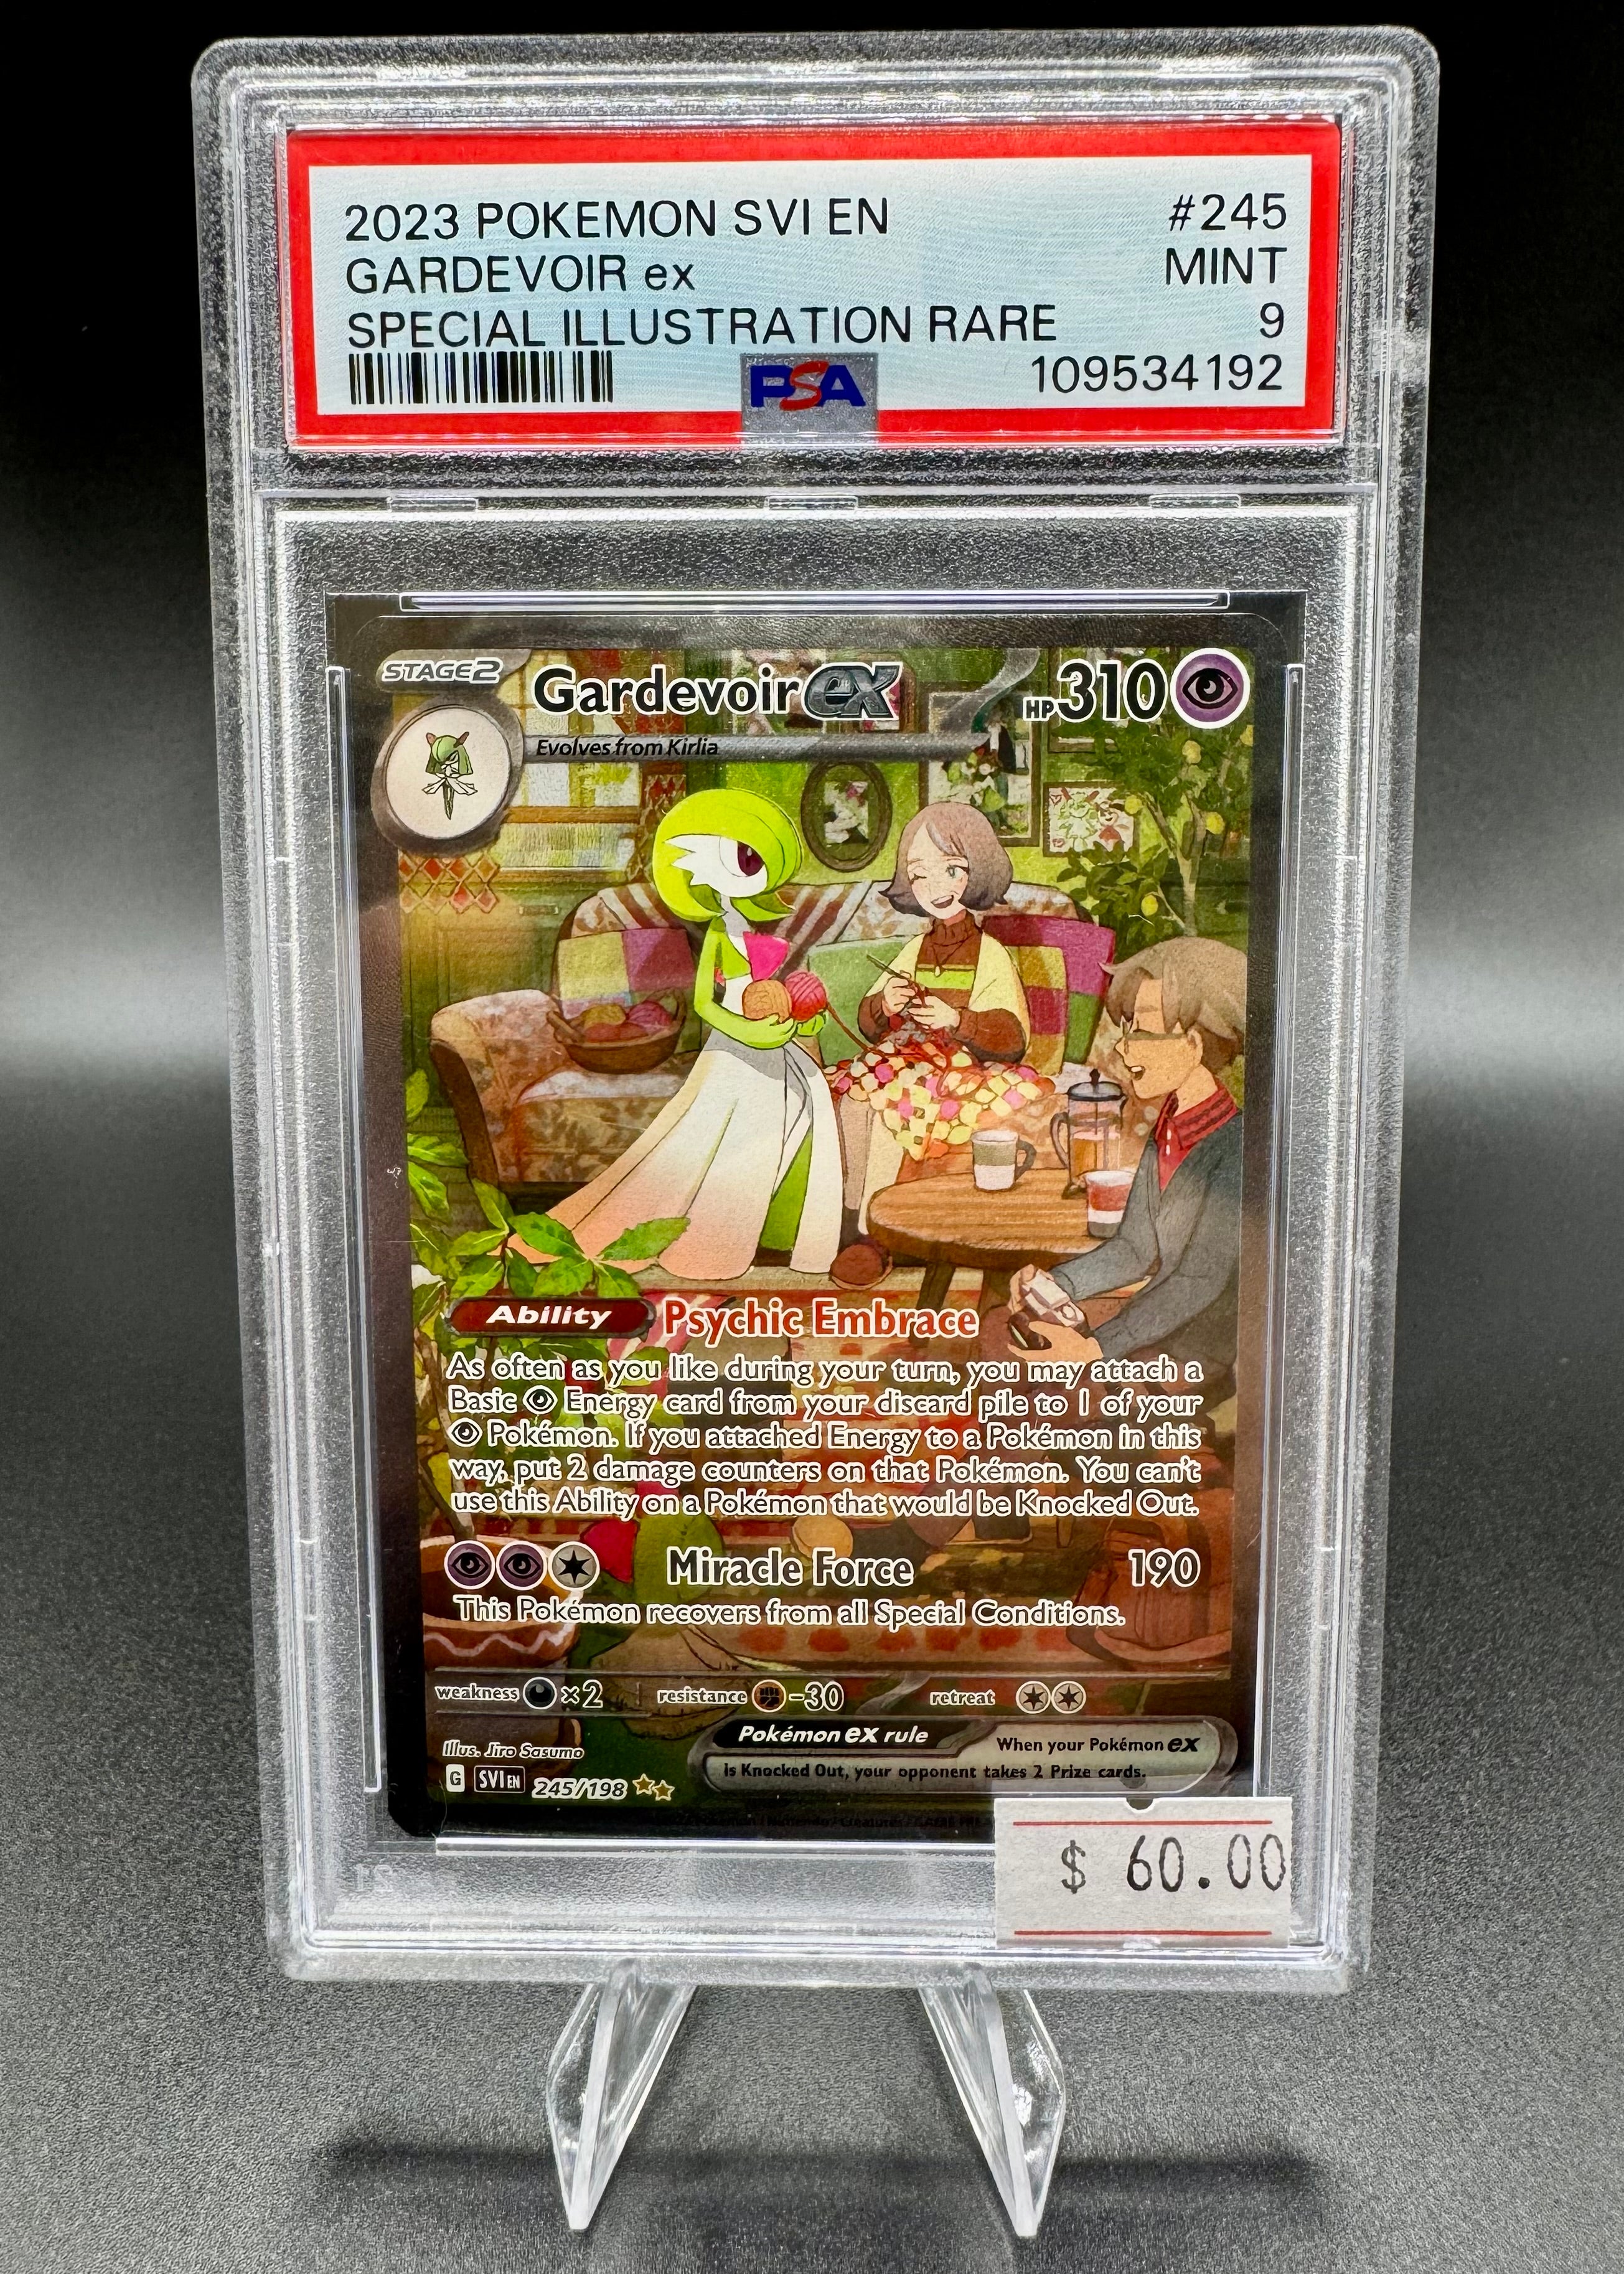 2023 POKEMON SVI EN #245
GARDEVOIR ex MINT
SPECIAL ILLUSTRATION RARE 9
PSA 109534192
STAGE2 Gardevoir ex HP310
Evolves from Kirlia
Ability Psychic Embrace
As often as you like during your turn, you may attach a
Basic Energy card from your discard pile to 1 of your
Pokémon. If you attached Energy to a Pokémon in this
way, put 2 damage counters on that Pokémon. You can't
use this Ability on a Pokémon that would be Knocked Out.
Miracle Force 190
This Pokémon recovers from all Special Conditions.
weakness ×2 resistance -30 retreat
Illus. Jiro Sasumo
Pokémon ex rule When your Pokémon ex
is Knocked Out, your opponent takes 2 Prize cards.
G SVI EN 245/198
$ 60.00